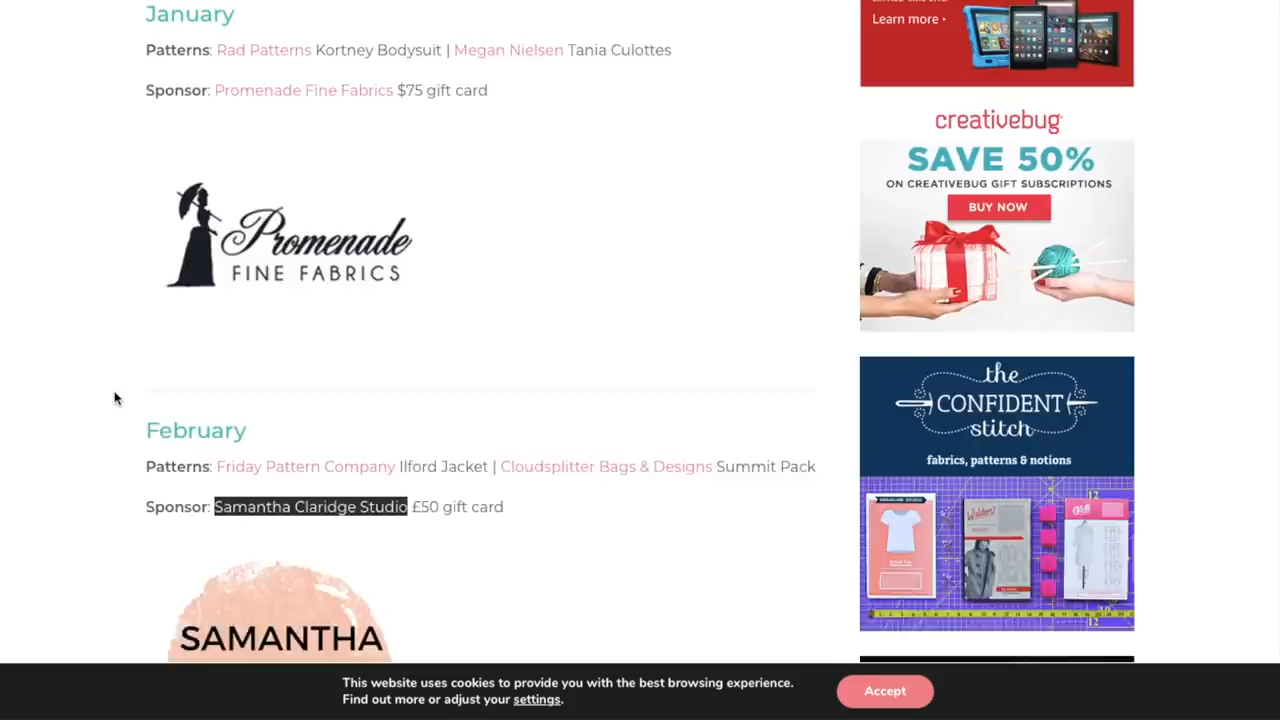 January
Patterns: Rad Patterns Kortney Bodysuit | Megan Nielsen Tania Culottes
Sponsor: Promenade Fine Fabrics $75 gift card
Promenade
FINE FABRICS
February
Patterns: Friday Pattern Company Ilford Jacket | Cloudsplitter Bags & Designs Summit Pack
Sponsor: Samantha Claridge Studio £50 gift card
SAMANTHA
Learn more ▸
creativebug
SAVE 50%
ON CREATIVEBUG GIFT SUBSCRIPTIONS
BUY NOW
the
CONFIDENT
stitch
fabrics, patterns & notions
This website uses cookies to provide you with the best browsing experience.
Find out more or adjust your settings.
Accept